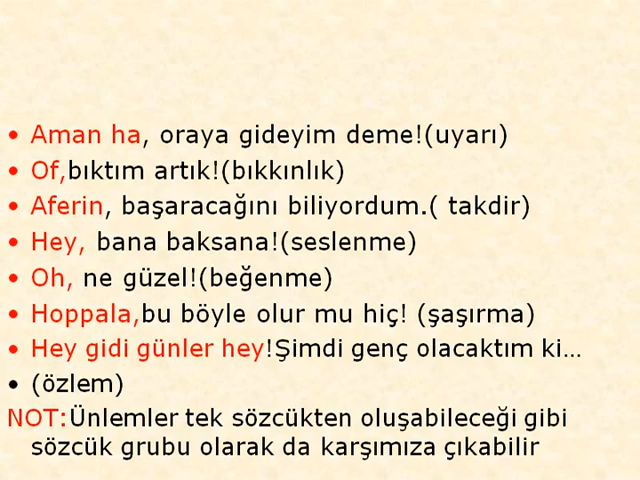 • Aman ha, oraya gideyim deme!(uyarı)
• Of,bıktım artık!(bıkkınlık)
• Aferin, başaracağını biliyordum.( takdir)
• Hey, bana baksana!(seslenme)
• Oh, ne güzel!(beğenme)
• Hoppala,bu böyle olur mu hiç! (şaşırma)
• Hey gidi günler hey!Şimdi genç olacaktım ki…
• (özlem)
NOT:Ünlemler tek sözcükten oluşabileceği gibi
sözcük grubu olarak da karşımıza çıkabilir